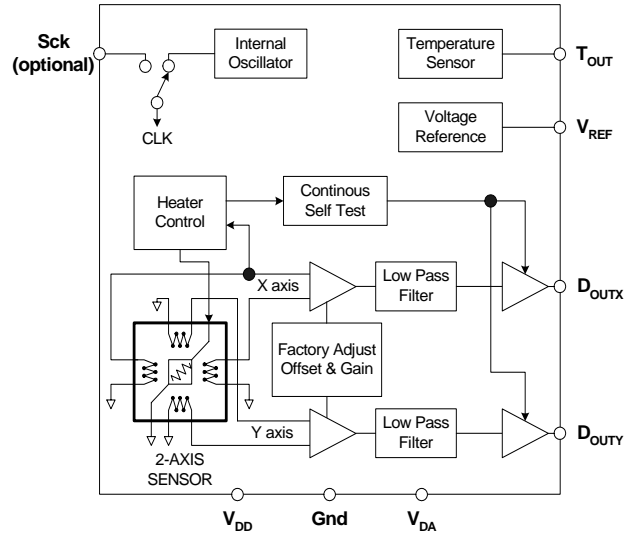 Sck
(optional)
Internal
Oscillator
Temperature
Sensor
TOUT
CLK
Voltage
Reference
VREF
Heater
Control
Continous
Self Test
X axis
Low Pass
Filter
DOUTX
Factory Adjust
Offset & Gain
Y axis
Low Pass
Filter
DOUTY
2-AXIS
SENSOR
VDD
Gnd
VDA